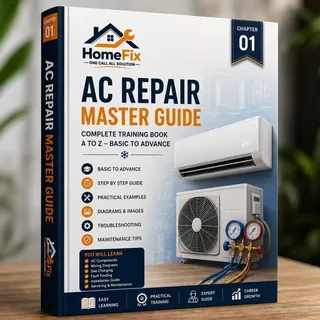 CHAPTER
01
AC REPAIR
MASTER GUIDE
HomeFix
HomeFix
ONE CALL ALL SOLUTION
CHAPTER
01
AC REPAIR
MASTER GUIDE
COMPLETE TRAINING BOOK
A TO Z – BASIC TO ADVANCE
BASIC TO ADVANCE
STEP BY STEP GUIDE
PRACTICAL EXAMPLES
DIAGRAMS & IMAGES
TROUBLESHOOTING
MAINTENANCE TIPS
YOU WILL LEARN
AC Components
Wiring Diagrams
Gas Charging
Fault Finding
Installation Guide
Servicing & Maintenance
EASY
LEARNING
PRACTICAL
TRAINING
EXPERT
GUIDE
CAREER
GROWTH